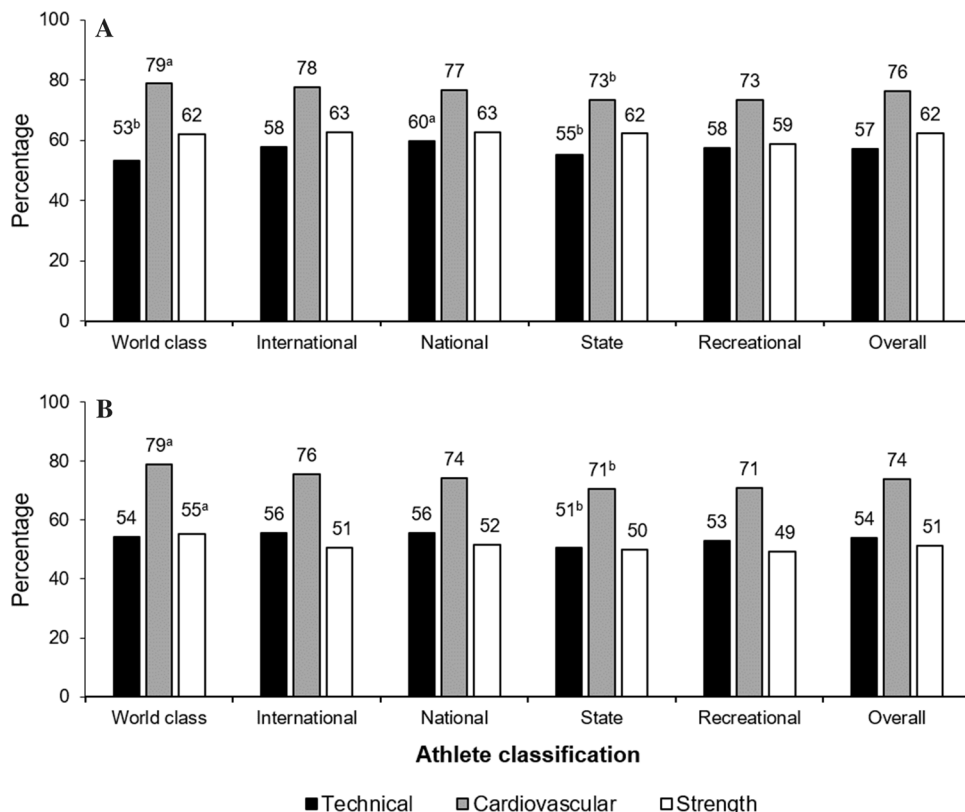 A
Percentage
100
80
60
40
20
0
53ᵇ 79ᵃ 62
58 78 63
60ᵃ 77 63
55ᵇ 73ᵇ 62
58 73 59
57 76 62
World class International National State Recreational Overall
B
Percentage
100
80
60
40
20
0
54 79ᵃ 55ᵃ
56 76 51
56 74 52
51ᵇ 71ᵇ 50
53 71 49
54 74 51
World class International National State Recreational Overall
Athlete classification
Technical Cardiovascular Strength